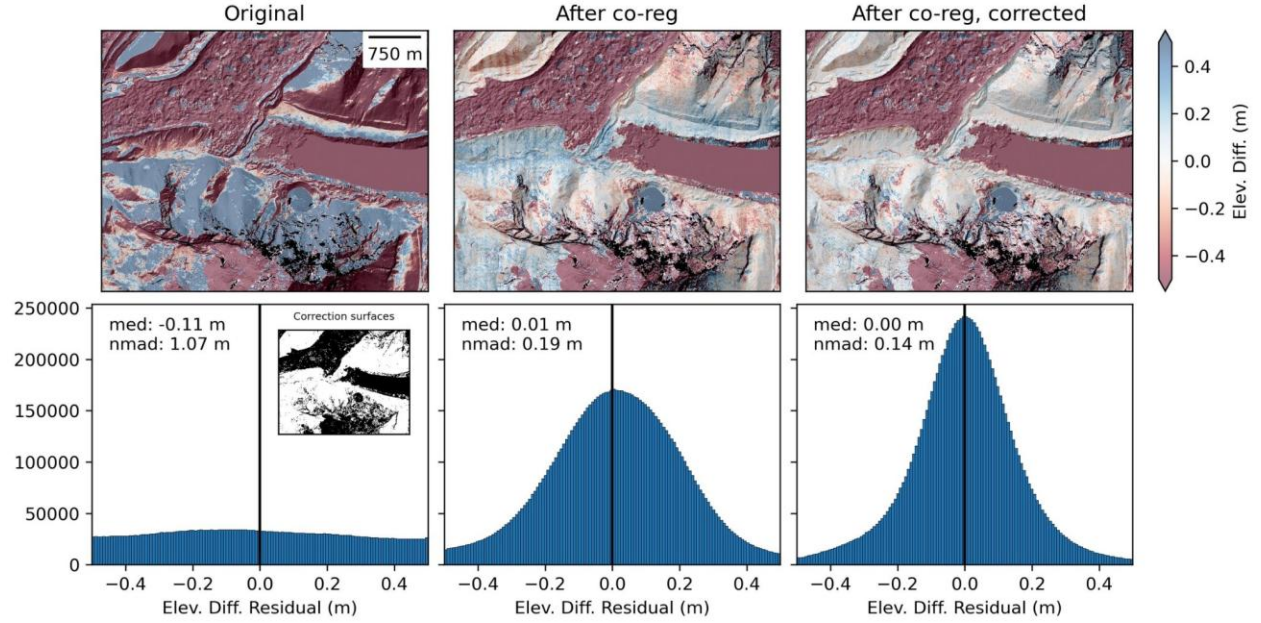 Original
After co-reg
After co-reg, corrected
750 m
0.4
0.2
0.0
−0.2
−0.4
Elev. Diff. (m)
250000
200000
150000
100000
50000
0
med: -0.11 m
nmad: 1.07 m
Correction surfaces
med: 0.01 m
nmad: 0.19 m
med: 0.00 m
nmad: 0.14 m
−0.4 −0.2 0.0 0.2 0.4
−0.4 −0.2 0.0 0.2 0.4
−0.4 −0.2 0.0 0.2 0.4
Elev. Diff. Residual (m)
Elev. Diff. Residual (m)
Elev. Diff. Residual (m)